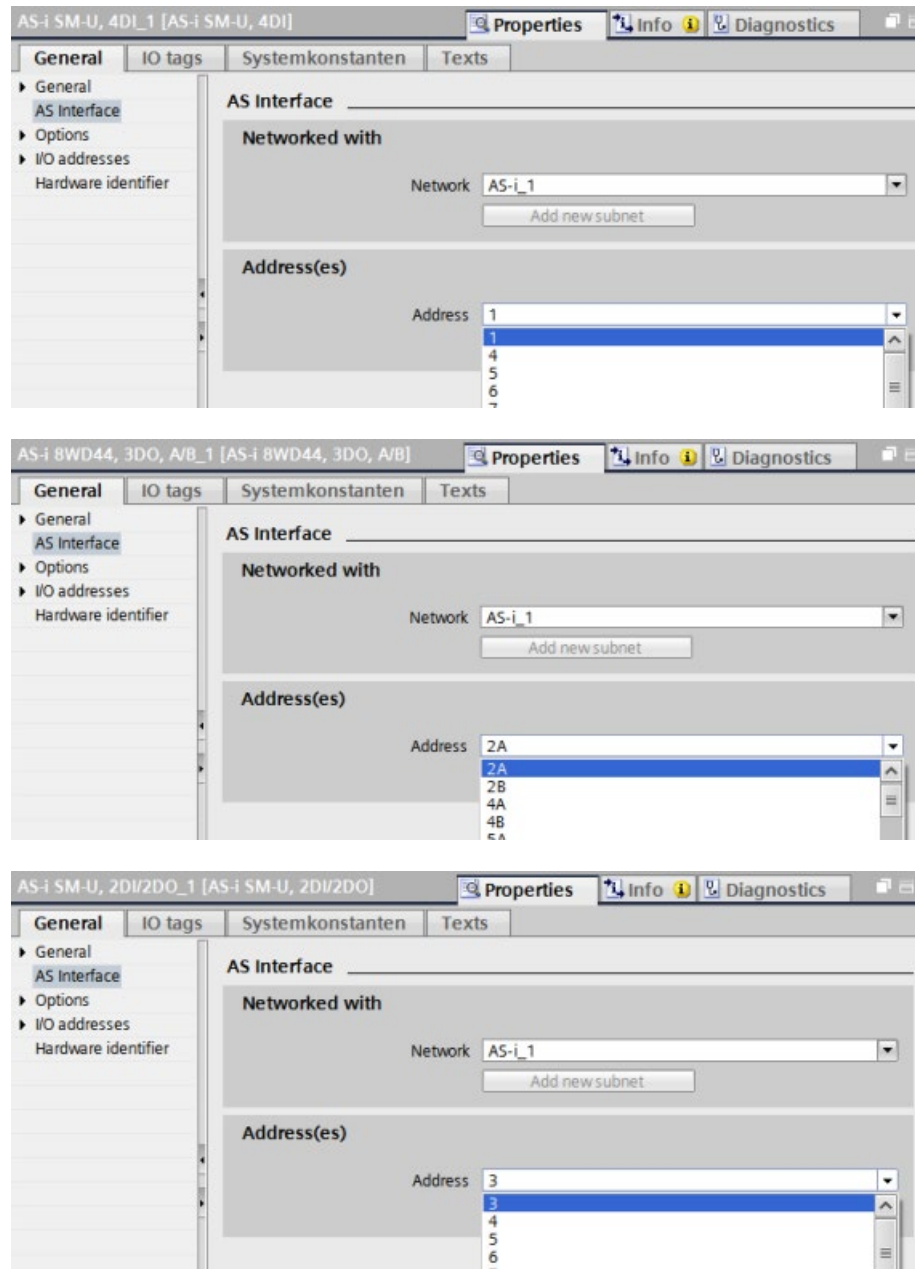 AS-i SM-U, 4DI_1 [AS-i SM-U, 4DI] Properties Info Diagnostics
General IO tags Systemkonstanten Texts
General
AS Interface
Options
I/O addresses
Hardware identifier
AS Interface
Networked with
Network AS-i_1
Add new subnet
Address(es)
Address 1
1
4
5
6
7
AS-i 8WD44, 3DO, A/B_1 [AS-i 8WD44, 3DO, A/B] Properties Info Diagnostics
General IO tags Systemkonstanten Texts
General
AS Interface
Options
I/O addresses
Hardware identifier
AS Interface
Networked with
Network AS-i_1
Add new subnet
Address(es)
Address 2A
2A
2B
4A
4B
5A
AS-i SM-U, 2DI/2DO_1 [AS-i SM-U, 2DI/2DO] Properties Info Diagnostics
General IO tags Systemkonstanten Texts
General
AS Interface
Options
I/O addresses
Hardware identifier
AS Interface
Networked with
Network AS-i_1
Add new subnet
Address(es)
Address 3
3
4
5
6